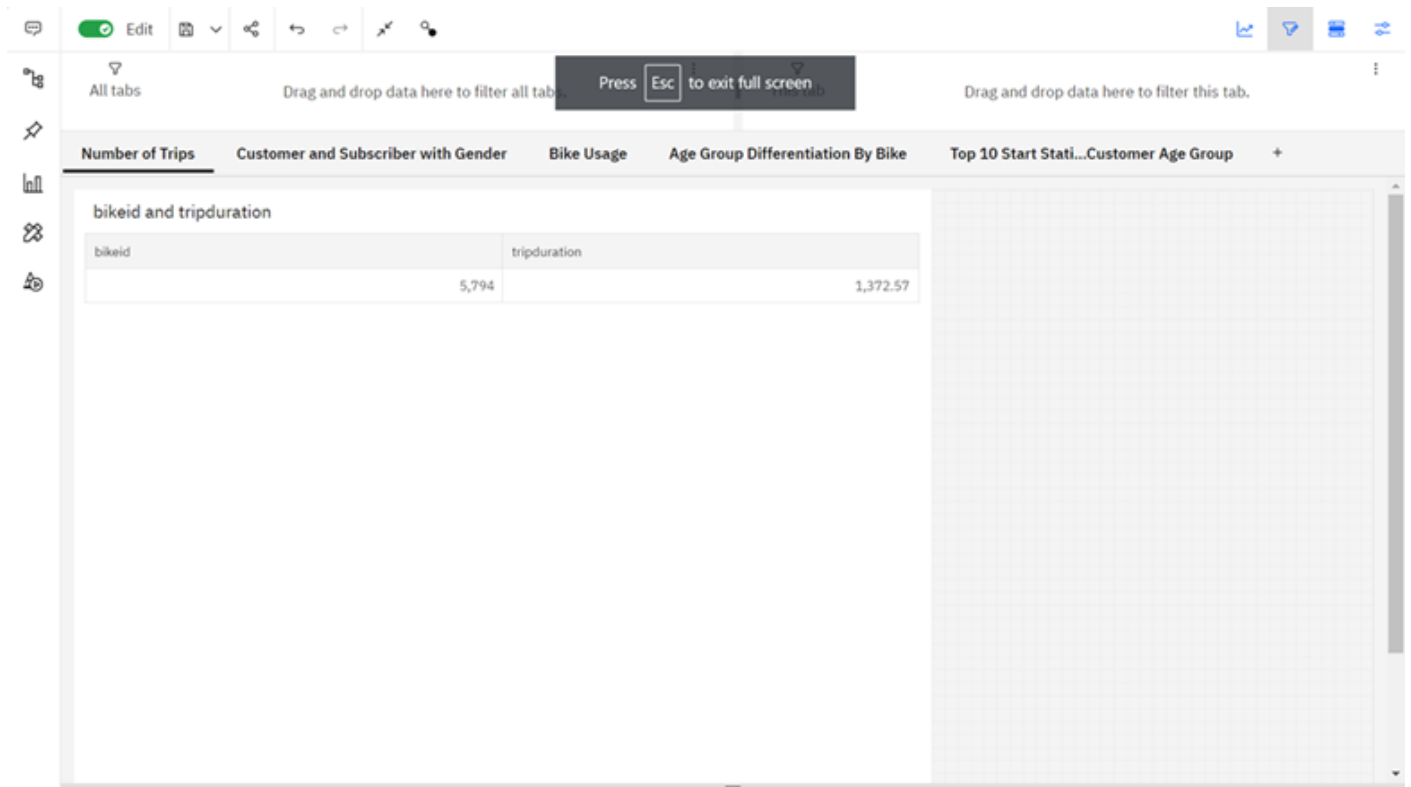 Edit
All tabs
Drag and drop data here to filter all tabs.
Press Esc to exit full screen
This tab
Drag and drop data here to filter this tab.
Number of Trips
Customer and Subscriber with Gender
Bike Usage
Age Group Differentiation By Bike
Top 10 Start Stati...Customer Age Group
+
bikeid and tripduration
bikeid
tripduration
5,794
1,372.57